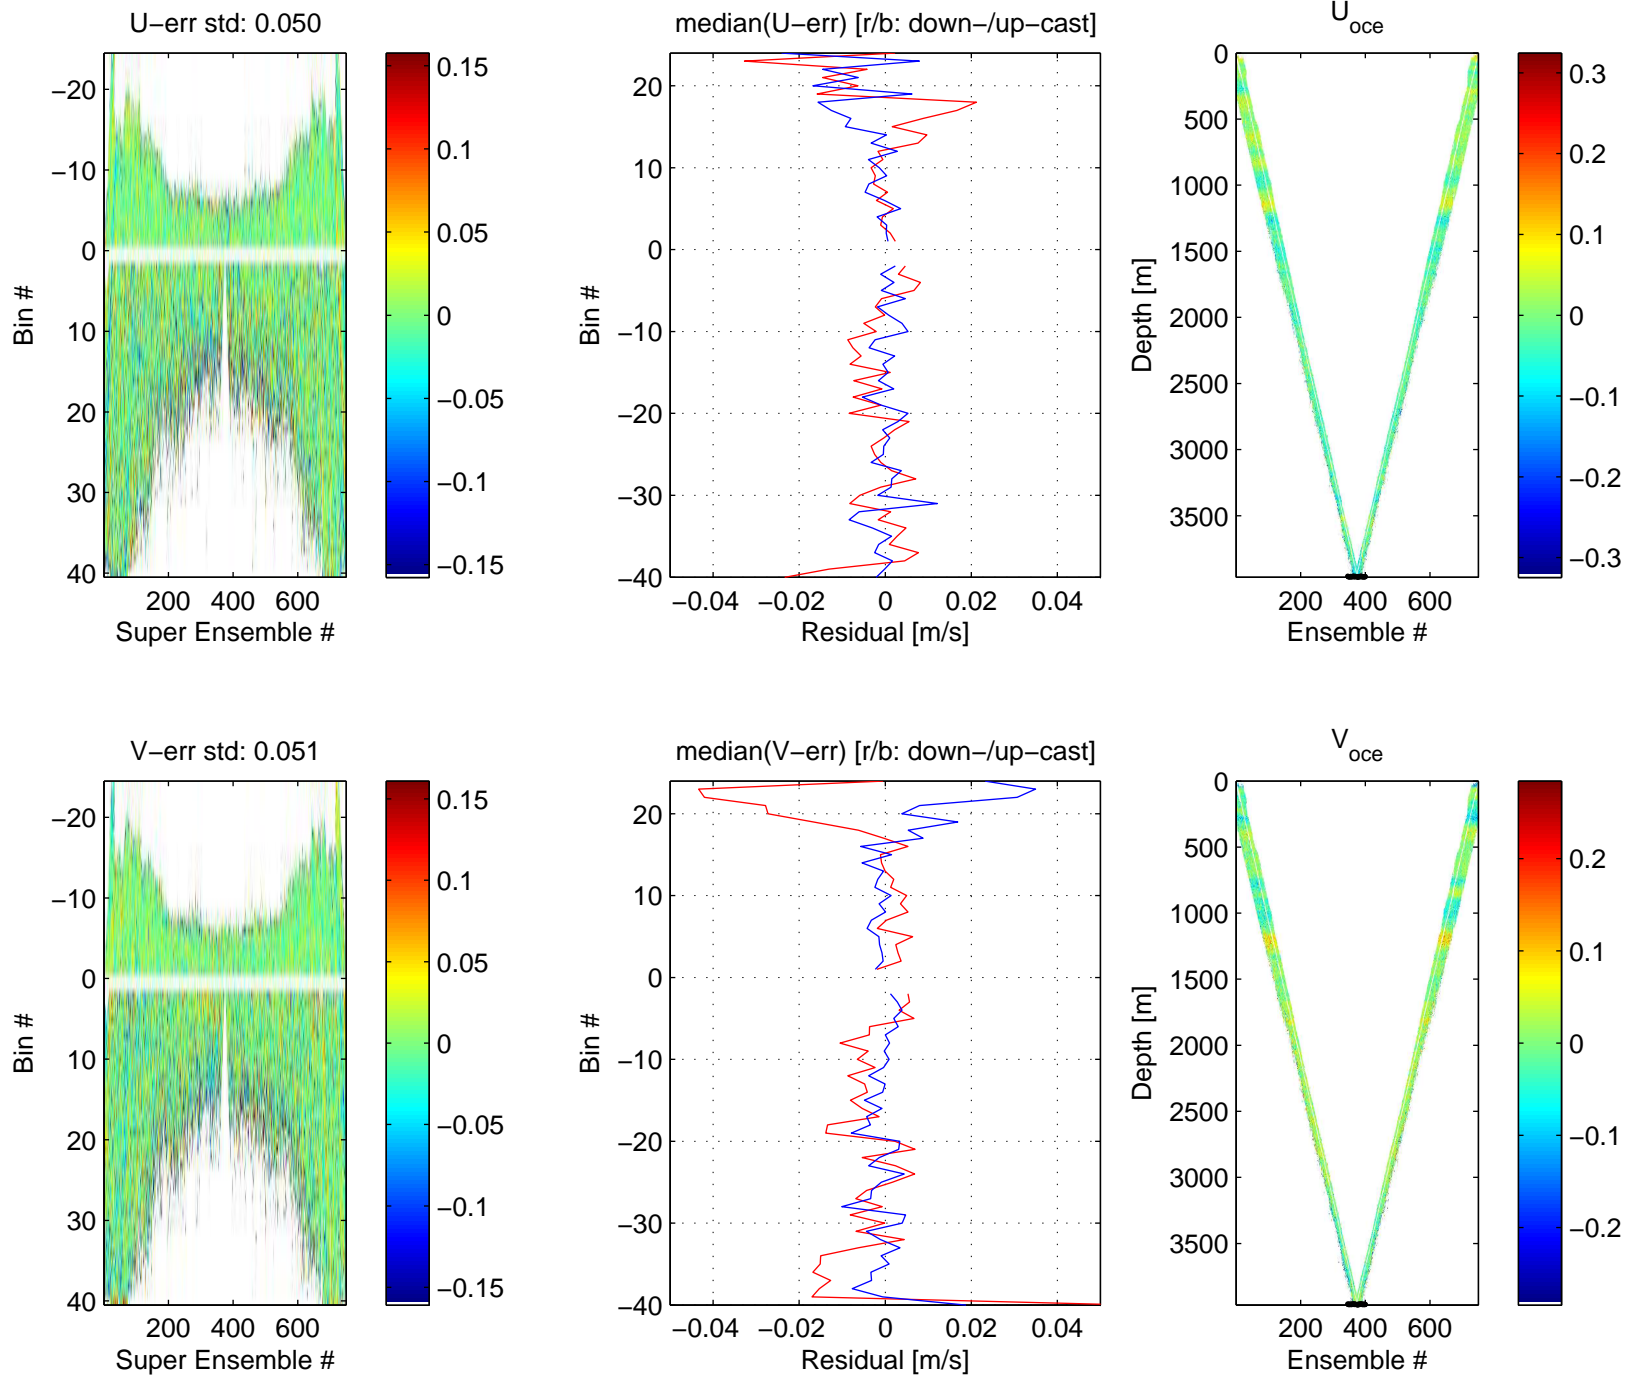 U−err std: 0.050
−20
−10
0
10
20
30
40
Bin #
200 400 600
Super Ensemble #
0.15
0.1
0.05
0
−0.05
−0.1
−0.15
median(U−err) [r/b: down−/up−cast]
20
10
0
−10
−20
−30
−40
Bin #
−0.04 −0.02 0 0.02 0.04
Residual [m/s]
U oce
0
500
1000
1500
2000
2500
3000
3500
Depth [m]
200 400 600
Ensemble #
0.3
0.2
0.1
0
−0.1
−0.2
−0.3
V−err std: 0.051
−20
−10
0
10
20
30
40
Bin #
200 400 600
Super Ensemble #
0.15
0.1
0.05
0
−0.05
−0.1
−0.15
median(V−err) [r/b: down−/up−cast]
20
10
0
−10
−20
−30
−40
Bin #
−0.04 −0.02 0 0.02 0.04
Residual [m/s]
V oce
0
500
1000
1500
2000
2500
3000
3500
Depth [m]
200 400 600
Ensemble #
0.2
0.1
0
−0.1
−0.2